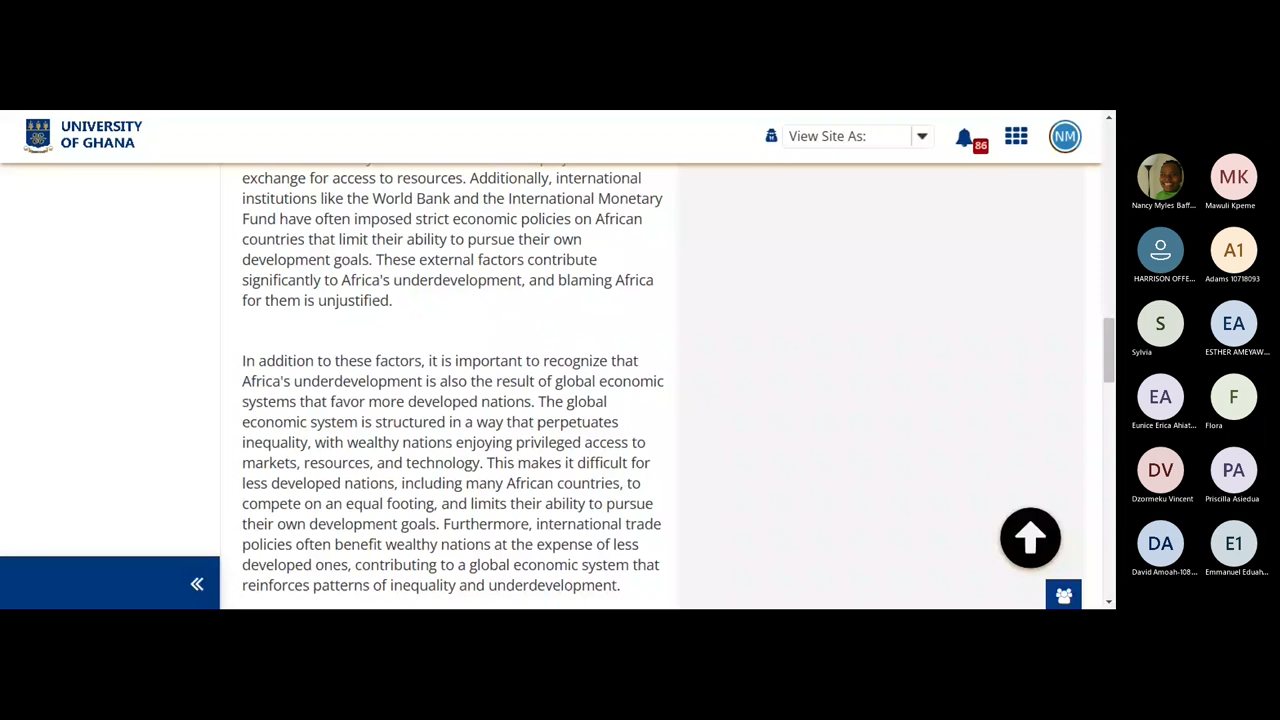 UNIVERSITY
OF GHANA
View Site As:
86
NM
exchange for access to resources. Additionally, international
institutions like the World Bank and the International Monetary
Fund have often imposed strict economic policies on African
countries that limit their ability to pursue their own
development goals. These external factors contribute
significantly to Africa's underdevelopment, and blaming Africa
for them is unjustified.
In addition to these factors, it is important to recognize that
Africa's underdevelopment is also the result of global economic
systems that favor more developed nations. The global
economic system is structured in a way that perpetuates
inequality, with wealthy nations enjoying privileged access to
markets, resources, and technology. This makes it difficult for
less developed nations, including many African countries, to
compete on an equal footing, and limits their ability to pursue
their own development goals. Furthermore, international trade
policies often benefit wealthy nations at the expense of less
developed ones, contributing to a global economic system that
reinforces patterns of inequality and underdevelopment.
MK
Nancy Myles Baff... Mawuli Kpeme
A1
HARRISON OFFE... Adams 10718093
S EA
Sylvia ESTHER AMEYAW...
EA F
Eunice Erica Ahiat... Flora
DV PA
Dzormeku Vincent Priscilla Asiedua
DA E1
David Amoah-108... Emmanuel Eduah...